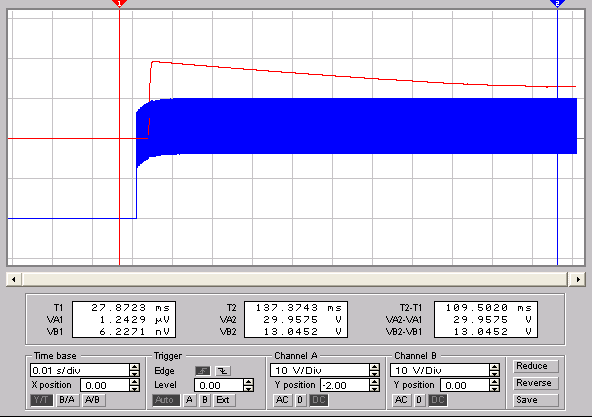 1 2
T1 27.8723 ms T2 137.3743 ms T2-T1 109.5020 ms
VA1 1.2429 µV VA2 29.9575 V VA2-VA1 29.9575 V
VB1 6.2271 nV VB2 13.0452 V VB2-VB1 13.0452 V
Time base Trigger Channel A Channel B
0.01 s/div Edge 10 V/Div 10 V/Div Reduce
X position 0.00 Level 0.00 Y position -2.00 Y position 0.00 Reverse
Y/T B/A A/B Auto A B Ext AC 0 DC AC 0 DC Save